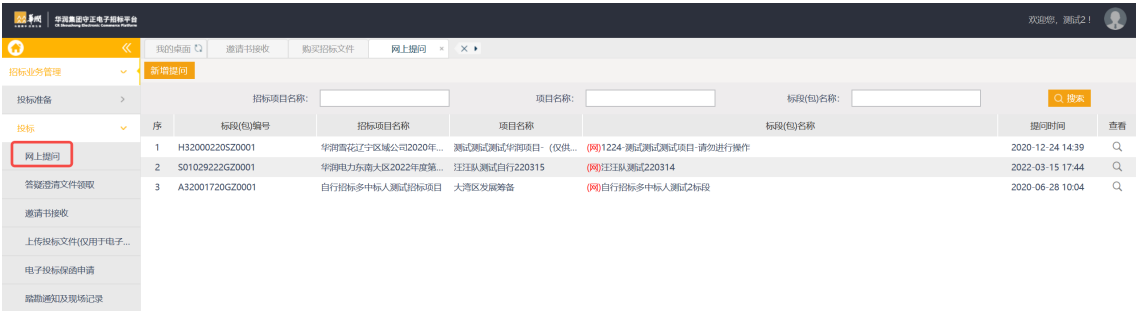 華潤 华润集团守正电子招标平台
CR Shouzheng Electronic Commerce Platform
欢迎您，测试2！
我的桌面 邀请书接收 购买招标文件 网上提问 ×
招标业务管理
新增提问
投标准备
招标项目名称： 项目名称： 标段(包)名称： 搜索
投标
序 标段(包)编号 招标项目名称 项目名称 标段(包)名称 提问时间 查看
网上提问
1 H32000220SZ0001 华润雪花辽宁区域公司2020年... 测试测试测试华润项目-（仅供... (网)1224-测试测试测试项目-请勿进行操作 2020-12-24 14:39
2 S01029222GZ0001 华润电力东南大区2022年度第... 汪汪队测试自行220315 (网)汪汪队测试220314 2022-03-15 17:44
3 A32001720GZ0001 自行招标多中标人测试招标项目 大湾区发展筹备 (网)自行招标多中标人测试2标段 2020-06-28 10:04
答疑澄清文件领取
邀请书接收
上传投标文件(仅用于电子...
电子投标保函申请
踏勘通知及现场记录